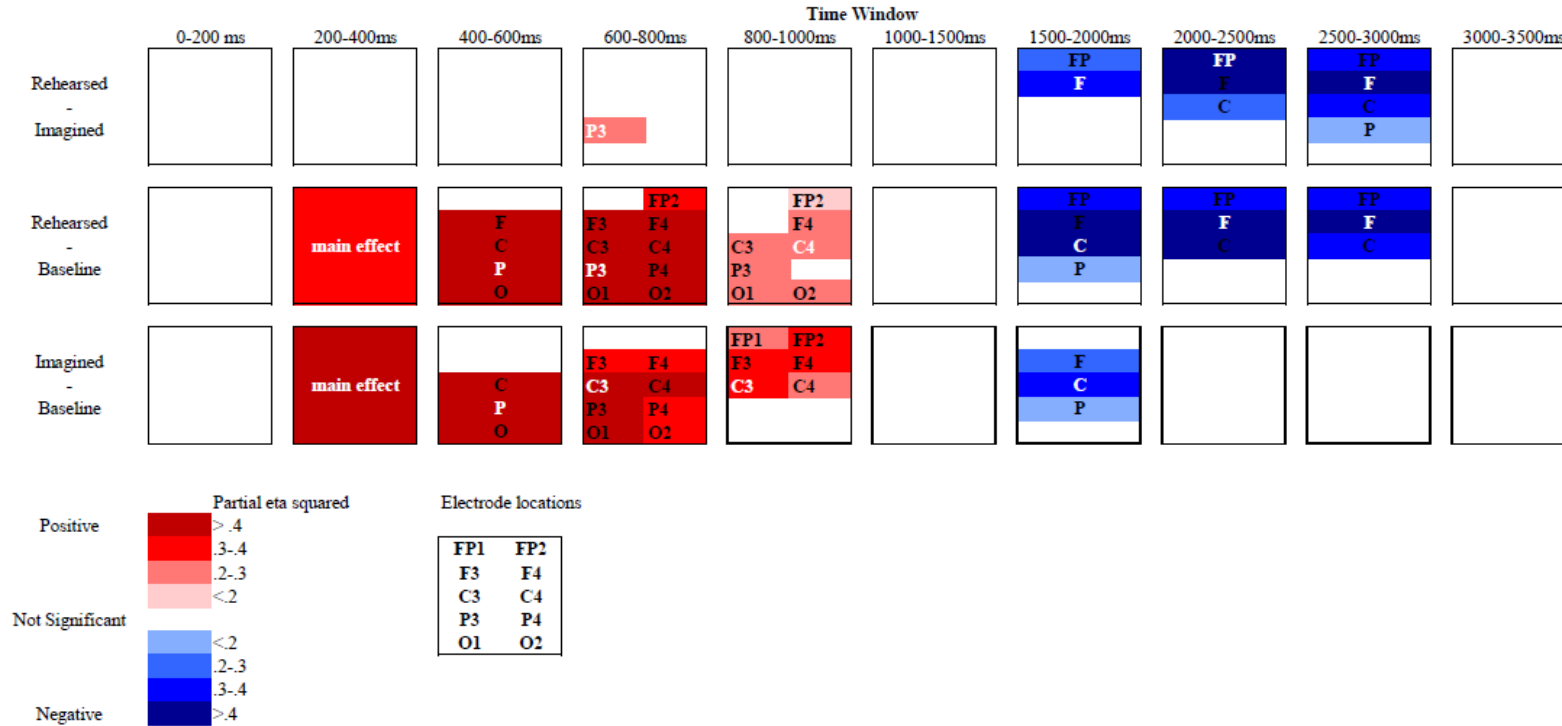 Time Window
0-200 ms 200-400ms 400-600ms 600-800ms 800-1000ms 1000-1500ms 1500-2000ms 2000-2500ms 2500-3000ms 3000-3500ms
FP FP FP
Rehearsed F F F
- C C
Imagined P3 P
FP2 FP2 FP FP FP
Rehearsed F F3 F4 F4 F F F
- main effect C C3 C4 C3 C4 C C C
Baseline P P3 P4 P3 P
O O1 O2 O1 O2
FP1 FP2
Imagined F3 F4 F3 F4 F
- main effect C C3 C4 C3 C4 C
Baseline P P3 P4 P
O O1 O2
Partial eta squared Electrode locations
Positive > .4
.3-.4 FP1 FP2
.2-.3 F3 F4
<.2 C3 C4
Not Significant P3 P4
<.2 O1 O2
.2-.3
.3-.4
Negative >.4